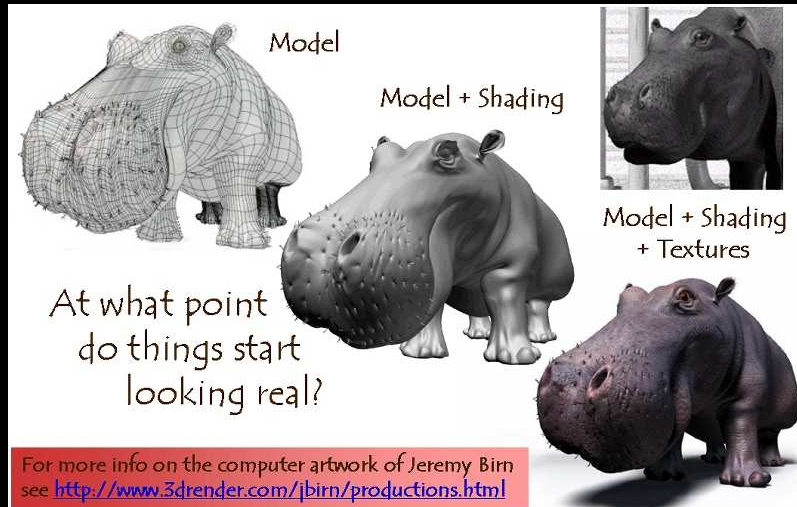 Model
Model + Shading
Model + Shading
+ Textures
At what point
do things start
looking real?
For more info on the computer artwork of Jeremy Birn
see http://www.3drender.com/jbirn/productions.html